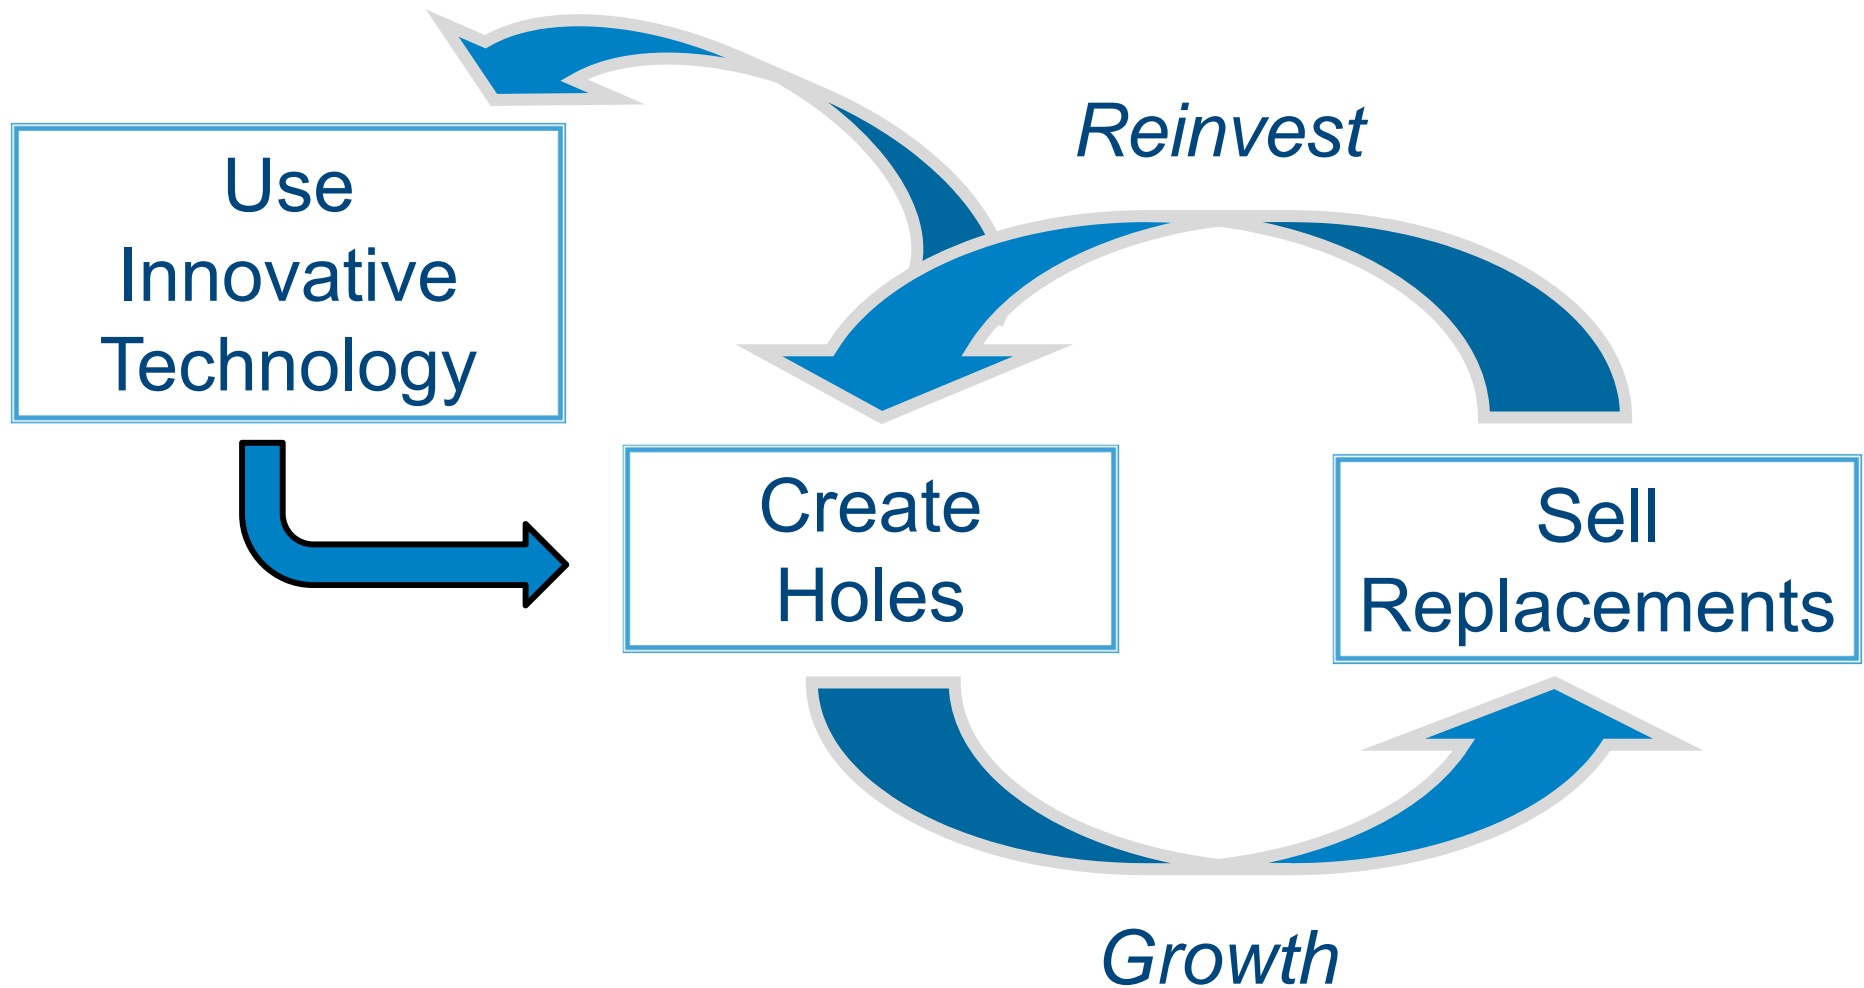 Reinvest
Use
Innovative
Technology
Create
Holes
Sell
Replacements
Growth